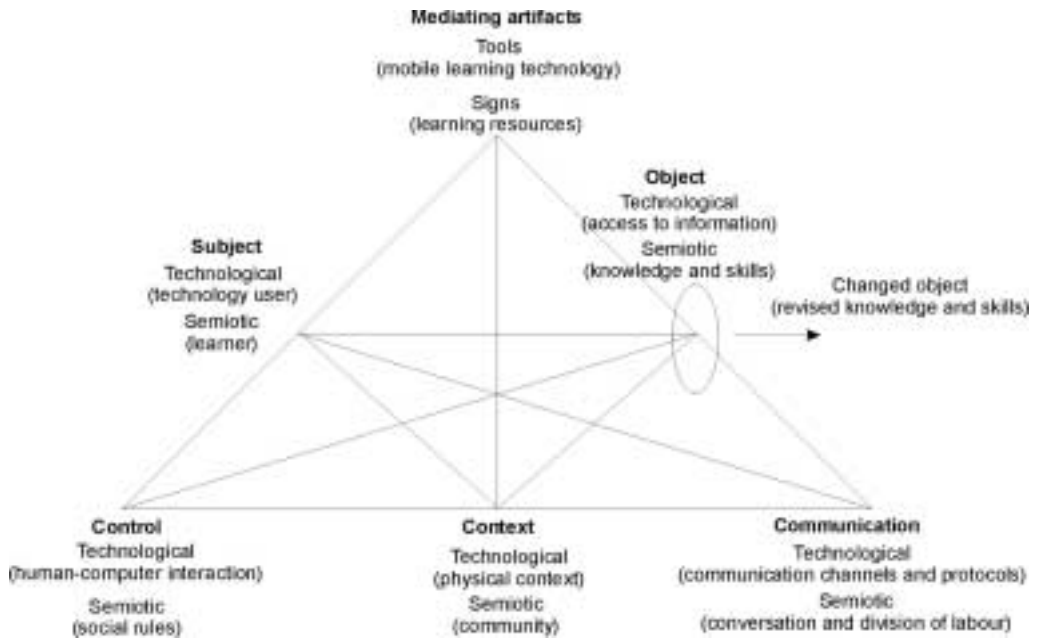 Mediating artifacts
Tools
(mobile learning technology)
Signs
(learning resources)
Object
Technological
(access to information)
Semiotic
(knowledge and skills)
Subject
Technological
(technology user)
Semiotic
(learner)
Changed object
(revised knowledge and skills)
Control
Technological
(human-computer interaction)
Semiotic
(social rules)
Context
Technological
(physical context)
Semiotic
(community)
Communication
Technological
(communication channels and protocols)
Semiotic
(conversation and division of labour)